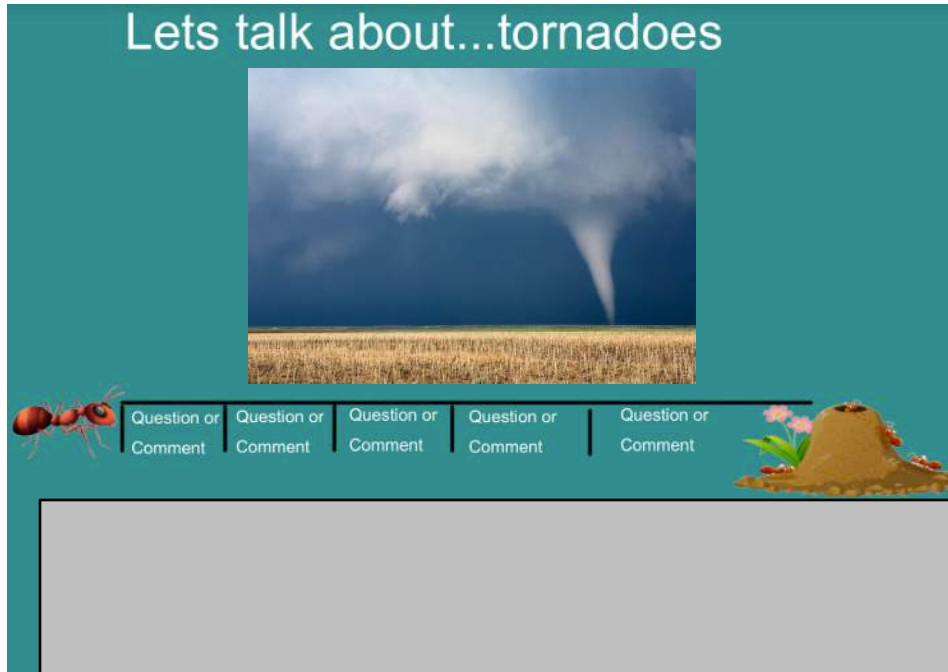 Lets talk about...tornadoes
Question or
Comment
Question or
Comment
Question or
Comment
Question or
Comment
Question or
Comment